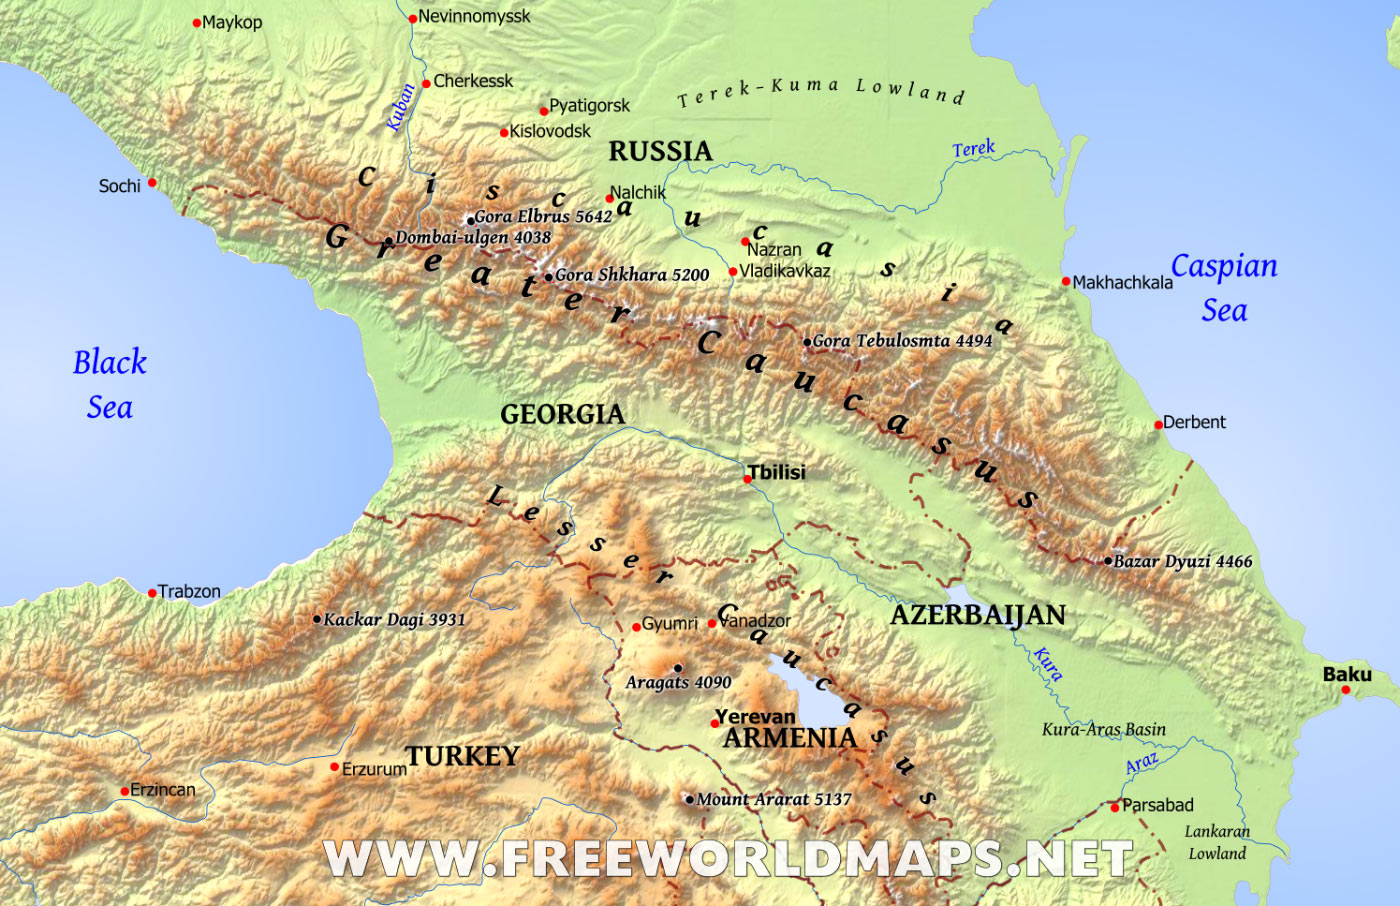 Maykop
Nevinnomyssk
Cherkessk
Kuban
Pyatigorsk
Kislovodsk
Terek-Kuma Lowland
RUSSIA
Terek
Sochi
Nalchik
Ciscaucasia
Gora Elbrus 5642
Dombai-ulgen 4038
Nazran
Vladikavkaz
Gora Shkhara 5200
Greater Caucasus
Makhachkala
Caspian
Sea
Gora Tebulosmta 4494
Black
Sea
GEORGIA
Derbent
Tbilisi
Lesser Caucasus
Bazar Dyuzi 4466
Trabzon
Kackar Dagi 3931
Gyumri
Vanadzor
AZERBAIJAN
Kura
Aragats 4090
Baku
Yerevan
ARMENIA
Kura-Aras Basin
TURKEY
Erzurum
Erzincan
Araz
Mount Ararat 5137
Parsabad
Lankaran
Lowland
WWW.FREEWORLDMAPS.NET